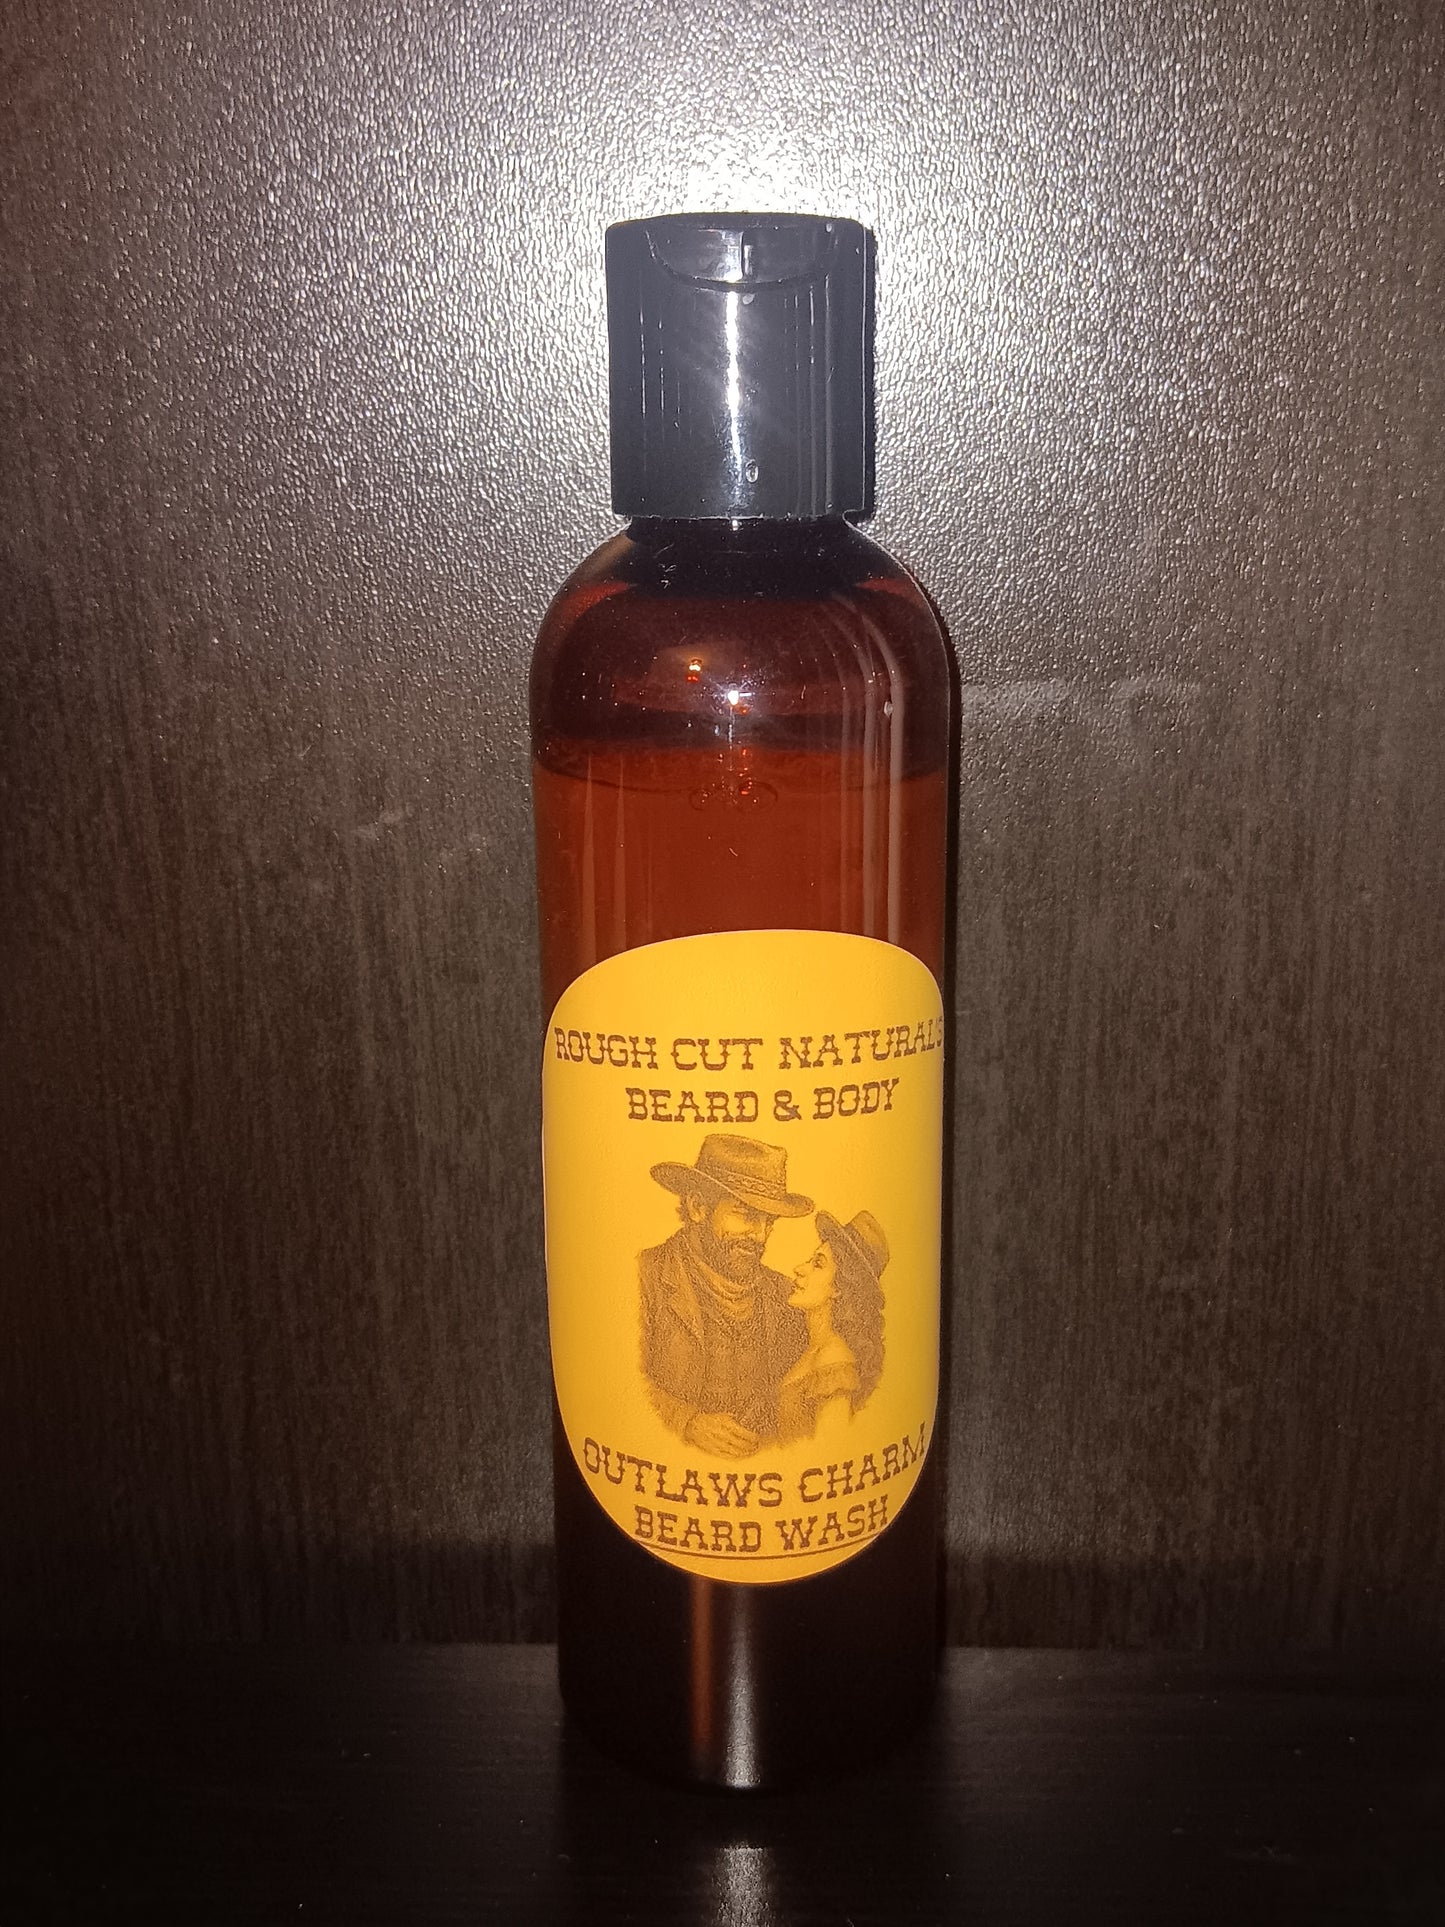 ROUGH CUT NATURALS
BEARD & BODY
OUTLAWS CHARM
BEARD WASH